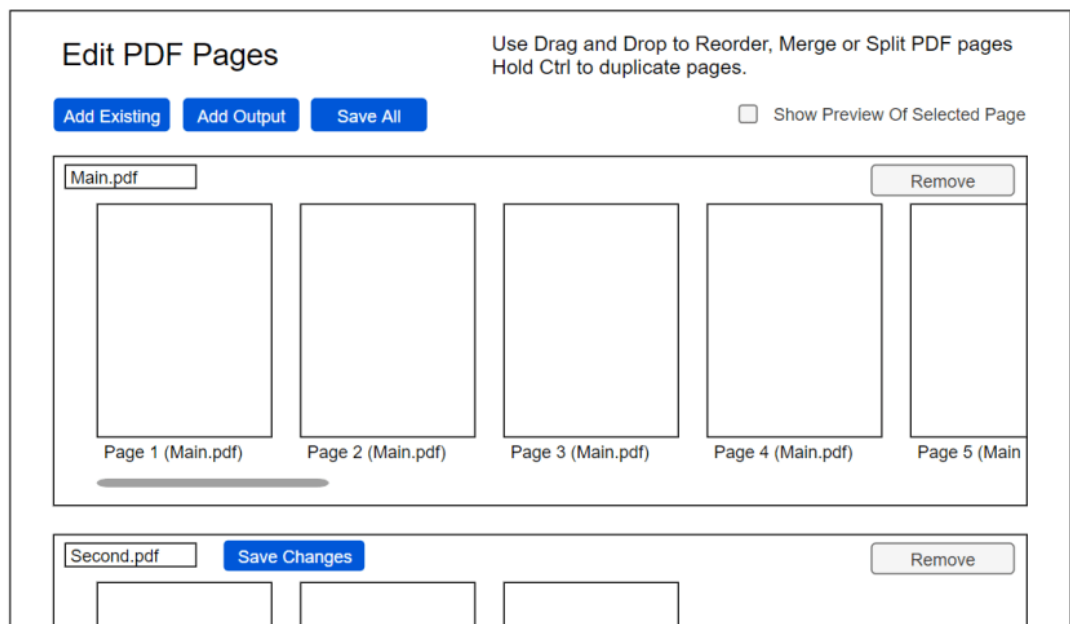 Edit PDF Pages
Use Drag and Drop to Reorder, Merge or Split PDF pages
Hold Ctrl to duplicate pages.
Add Existing
Add Output
Save All
Show Preview Of Selected Page
Main.pdf
Remove
Page 1 (Main.pdf)
Page 2 (Main.pdf)
Page 3 (Main.pdf)
Page 4 (Main.pdf)
Page 5 (Main
Second.pdf
Save Changes
Remove